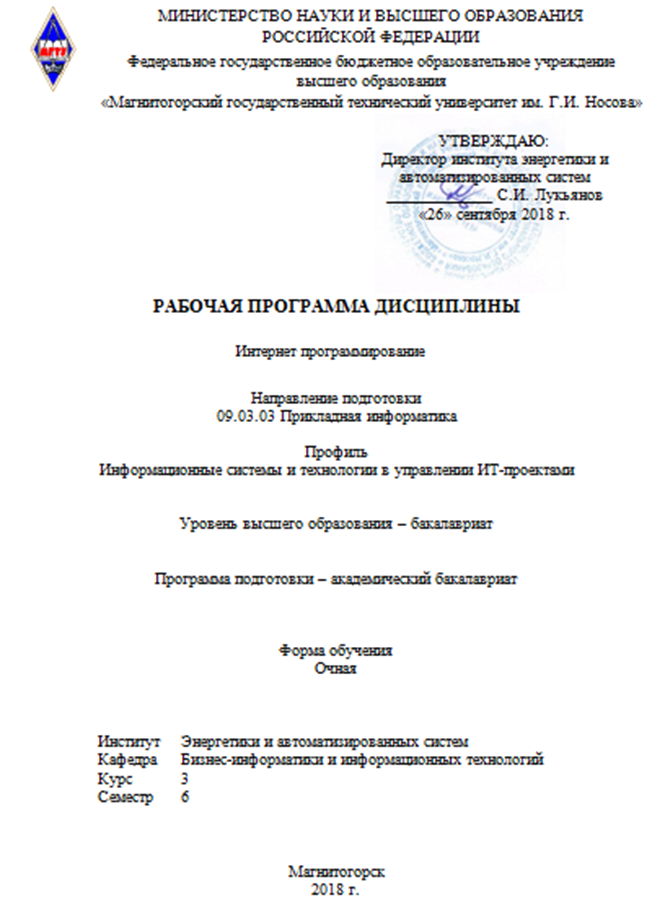 МИНИСТЕРСТВО НАУКИ И ВЫСШЕГО ОБРАЗОВАНИЯ
РОССИЙСКОЙ ФЕДЕРАЦИИ
Федеральное государственное бюджетное образовательное учреждение
высшего образования
«Магнитогорский государственный технический университет им. Г.И. Носова»
МГТУ
УТВЕРЖДАЮ:
Директор института энергетики и
автоматизированных систем
____________ С.И. Лукьянов
«26» сентября 2018 г.
РАБОЧАЯ ПРОГРАММА ДИСЦИПЛИНЫ
Интернет программирование
Направление подготовки
09.03.03 Прикладная информатика
Профиль
Информационные системы и технологии в управлении ИТ-проектами
Уровень высшего образования – бакалавриат
Программа подготовки – академический бакалавриат
Форма обучения
Очная
Институт Энергетики и автоматизированных систем
Кафедра Бизнес-информатики и информационных технологий
Курс 3
Семестр 6
Магнитогорск
2018 г.